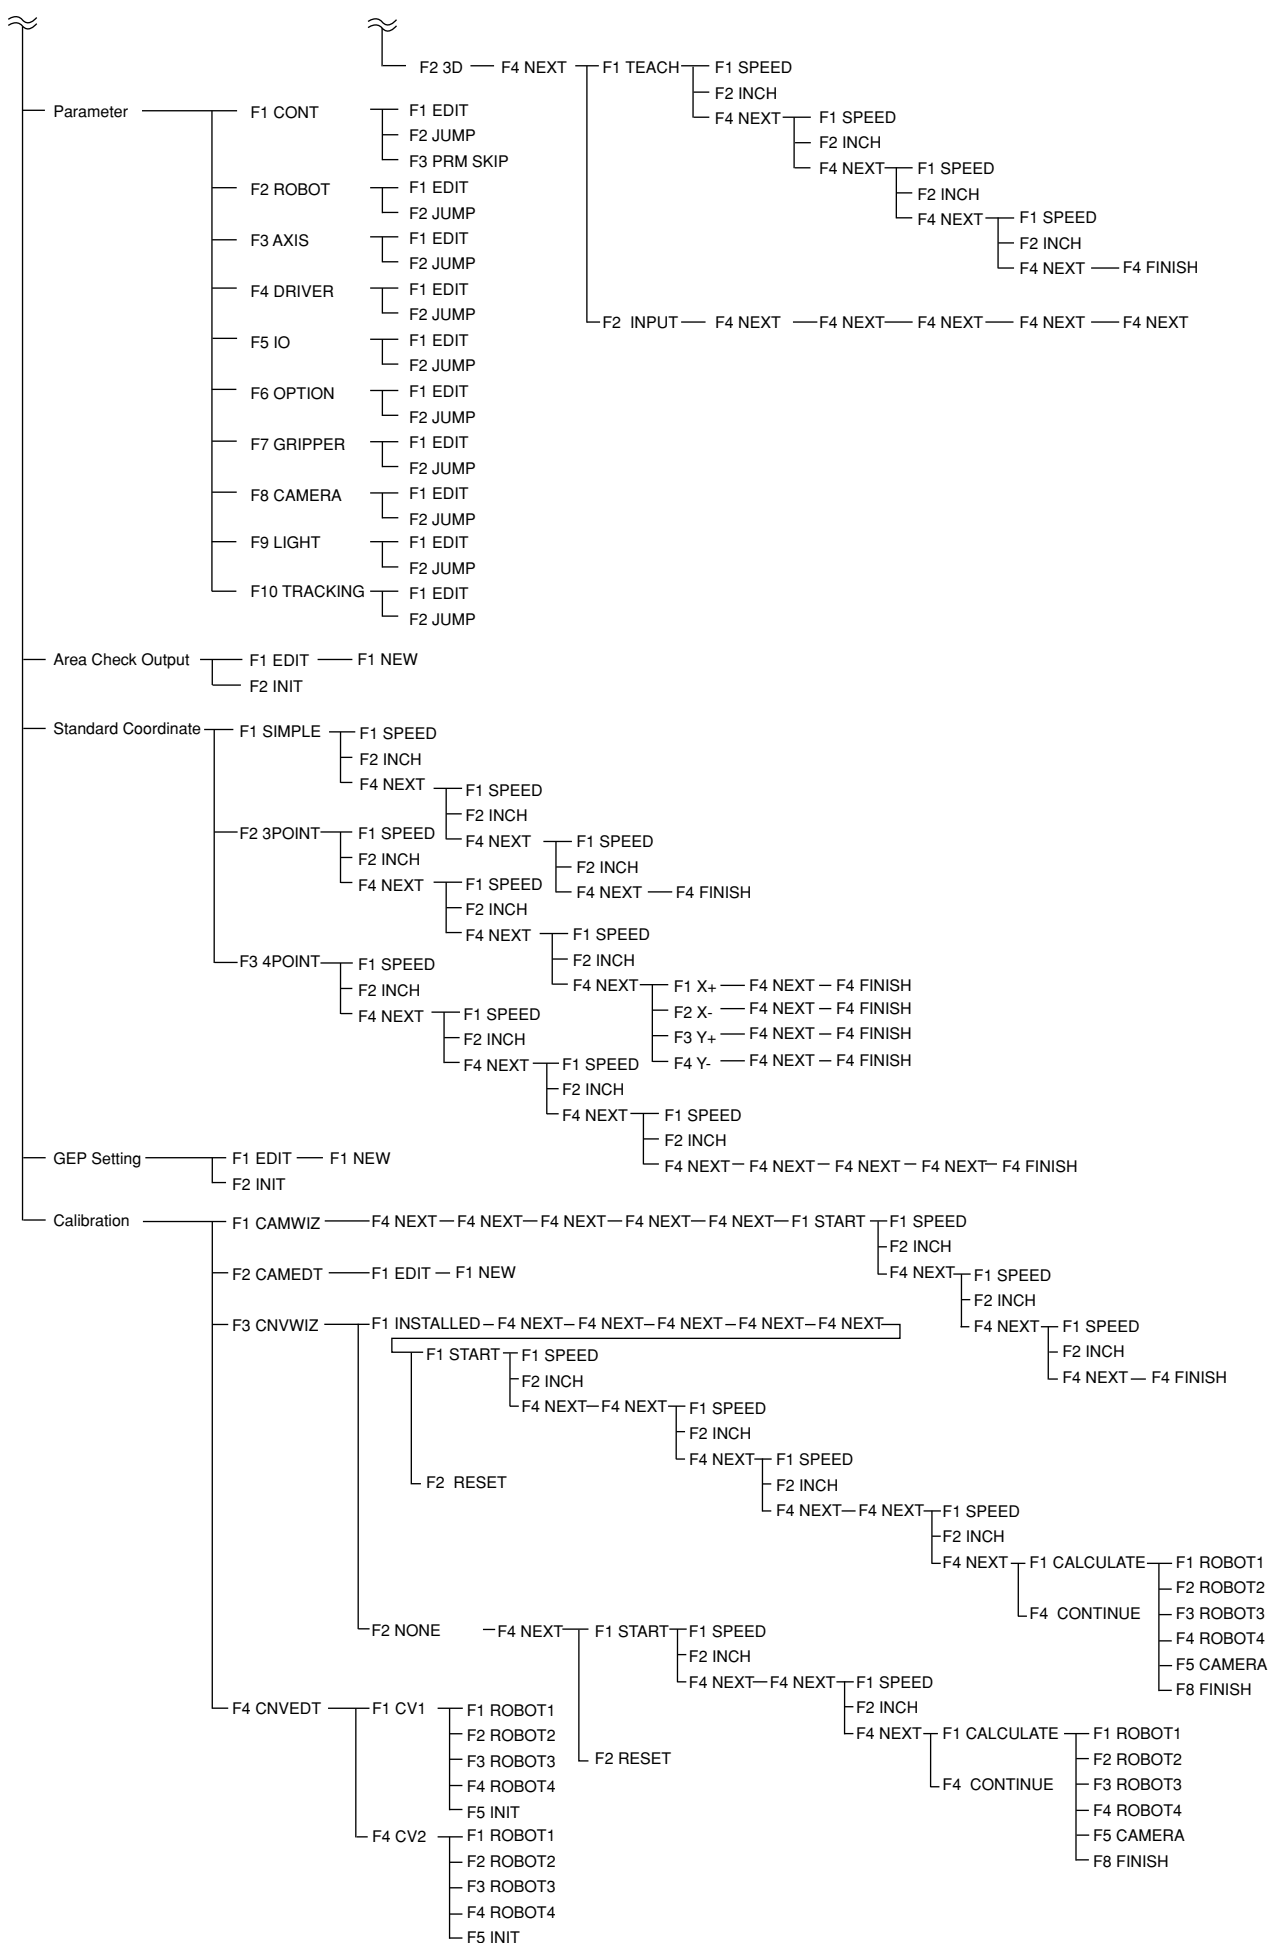 F2 3D F4 NEXT F1 TEACH F1 SPEED
F2 INCH
F4 NEXT F1 SPEED
F2 INCH
F4 NEXT F1 SPEED
F2 INCH
F4 NEXT F1 SPEED
F2 INCH
F4 NEXT F4 FINISH
F2 INPUT F4 NEXT F4 NEXT F4 NEXT F4 NEXT F4 NEXT
Parameter F1 CONT F1 EDIT
F2 JUMP
F3 PRM SKIP
F2 ROBOT F1 EDIT
F2 JUMP
F3 AXIS F1 EDIT
F2 JUMP
F4 DRIVER F1 EDIT
F2 JUMP
F5 IO F1 EDIT
F2 JUMP
F6 OPTION F1 EDIT
F2 JUMP
F7 GRIPPER F1 EDIT
F2 JUMP
F8 CAMERA F1 EDIT
F2 JUMP
F9 LIGHT F1 EDIT
F2 JUMP
F10 TRACKING F1 EDIT
F2 JUMP
Area Check Output F1 EDIT F1 NEW
F2 INIT
Standard Coordinate F1 SIMPLE F1 SPEED
F2 INCH
F4 NEXT F1 SPEED
F2 INCH
F4 NEXT F1 SPEED
F2 INCH
F4 NEXT F4 FINISH
F2 3POINT F1 SPEED
F2 INCH
F4 NEXT F1 SPEED
F2 INCH
F4 NEXT F1 SPEED
F2 INCH
F4 NEXT F1 X+ F4 NEXT F4 FINISH
F2 X- F4 NEXT F4 FINISH
F3 Y+ F4 NEXT F4 FINISH
F4 Y- F4 NEXT F4 FINISH
F3 4POINT F1 SPEED
F2 INCH
F4 NEXT F1 SPEED
F2 INCH
F4 NEXT F1 SPEED
F2 INCH
F4 NEXT F1 SPEED
F2 INCH
F4 NEXT F4 NEXT F4 NEXT F4 NEXT F4 FINISH
GEP Setting F1 EDIT F1 NEW
F2 INIT
Calibration F1 CAMWIZ F4 NEXT F4 NEXT F4 NEXT F4 NEXT F4 NEXT F1 START F1 SPEED
F2 INCH
F4 NEXT F1 SPEED
F2 INCH
F4 NEXT F1 SPEED
F2 INCH
F4 NEXT F4 FINISH
F2 CAMEDT F1 EDIT F1 NEW
F3 CNVWIZ F1 INSTALLED F4 NEXT F4 NEXT F4 NEXT F4 NEXT F4 NEXT
F1 START F1 SPEED
F2 INCH
F4 NEXT F4 NEXT F1 SPEED
F2 INCH
F4 NEXT F1 SPEED
F2 INCH
F4 NEXT F4 NEXT F1 SPEED
F2 INCH
F4 NEXT F1 CALCULATE F1 ROBOT1
F2 ROBOT2
F4 CONTINUE F3 ROBOT3
F4 ROBOT4
F5 CAMERA
F8 FINISH
F2 RESET
F2 NONE F4 NEXT F1 START F1 SPEED
F2 INCH
F4 NEXT F4 NEXT F1 SPEED
F2 INCH
F4 NEXT F1 CALCULATE F1 ROBOT1
F2 ROBOT2
F4 CONTINUE F3 ROBOT3
F4 ROBOT4
F5 CAMERA
F8 FINISH
F2 RESET
F4 CNVEDT F1 CV1 F1 ROBOT1
F2 ROBOT2
F3 ROBOT3
F4 ROBOT4
F5 INIT
F4 CV2 F1 ROBOT1
F2 ROBOT2
F3 ROBOT3
F4 ROBOT4
F5 INIT